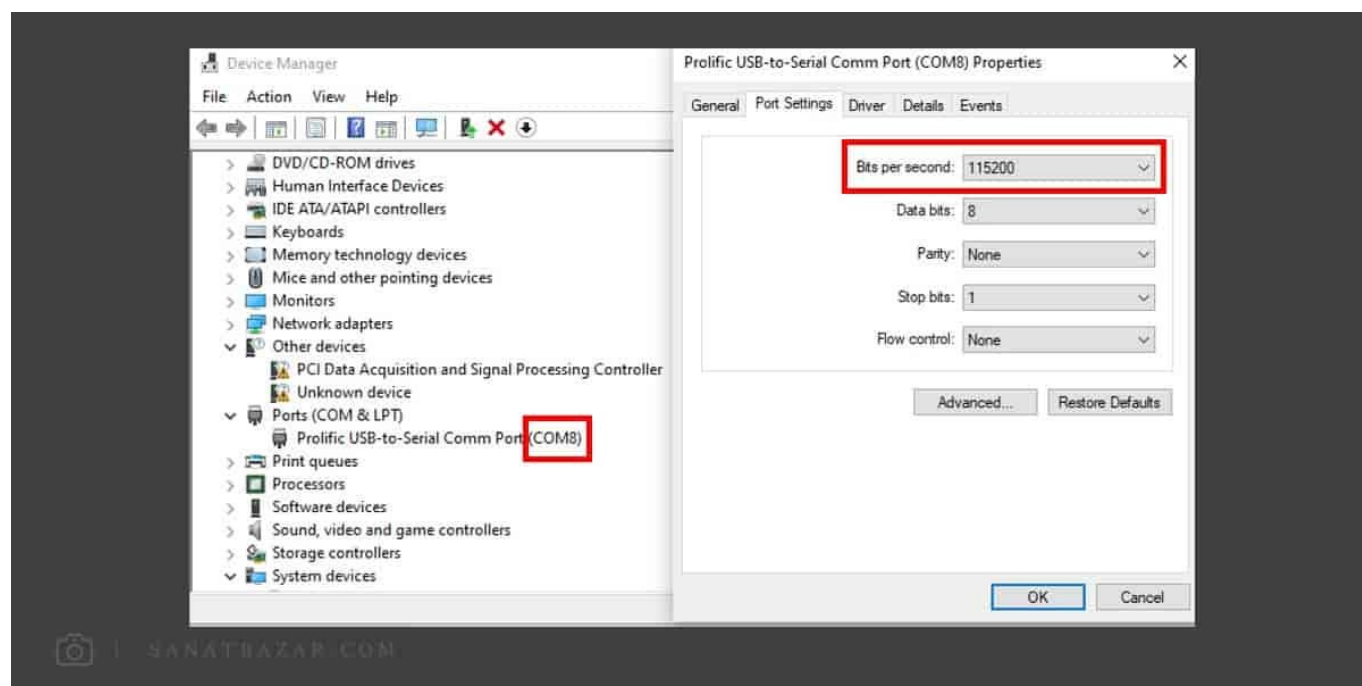 Device Manager
File Action View Help
DVD/CD-ROM drives
Human Interface Devices
IDE ATA/ATAPI controllers
Keyboards
Memory technology devices
Mice and other pointing devices
Monitors
Network adapters
Other devices
PCI Data Acquisition and Signal Processing Controller
Unknown device
Ports (COM & LPT)
Prolific USB-to-Serial Comm Port (COM8)
Print queues
Processors
Software devices
Sound, video and game controllers
Storage controllers
System devices
Prolific USB-to-Serial Comm Port (COM8) Properties
General Port Settings Driver Details Events
Bits per second: 115200
Data bits: 8
Parity: None
Stop bits: 1
Flow control: None
Advanced... Restore Defaults
OK Cancel
SANATBAZAR.COM